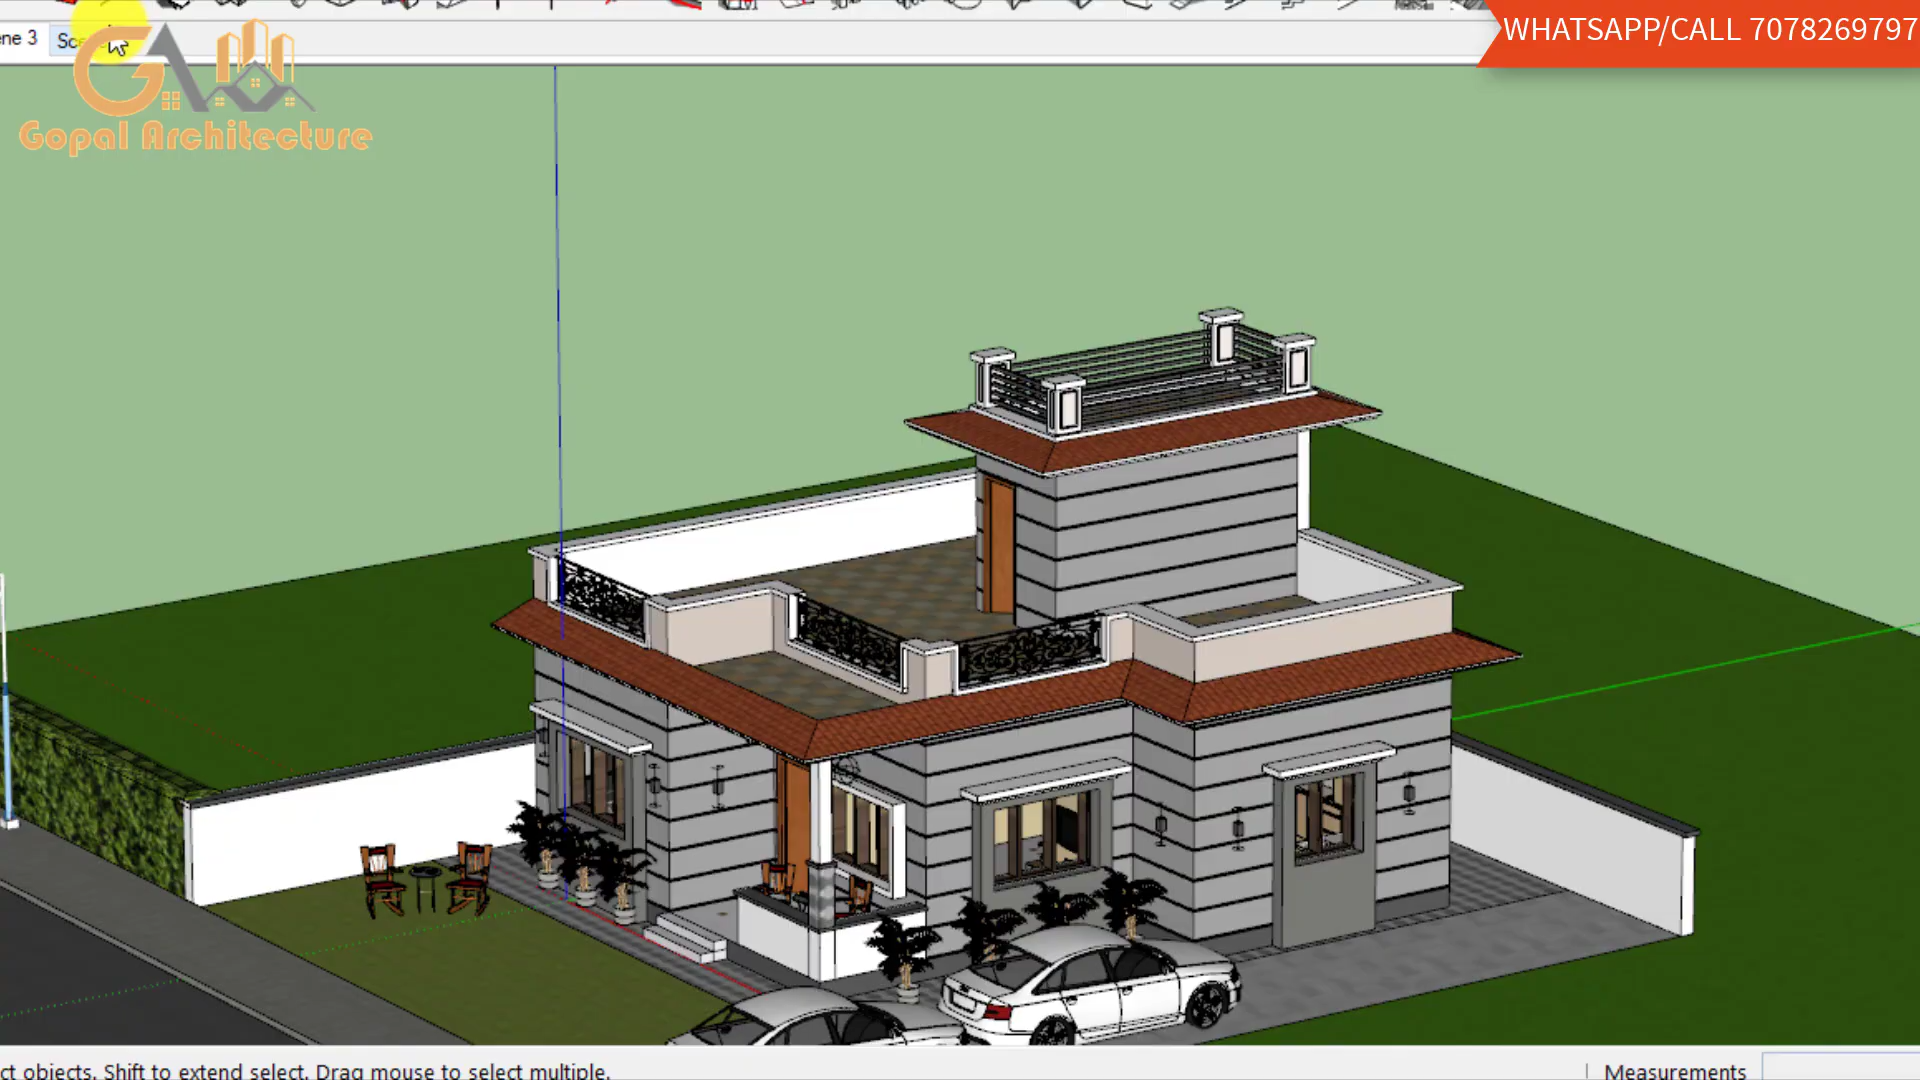 WHATSAPP/CALL 7078269797
ene 3
Sce
Gopal Architecture
ct objects. Shift to extend select. Drag mouse to select multiple.
Measurements